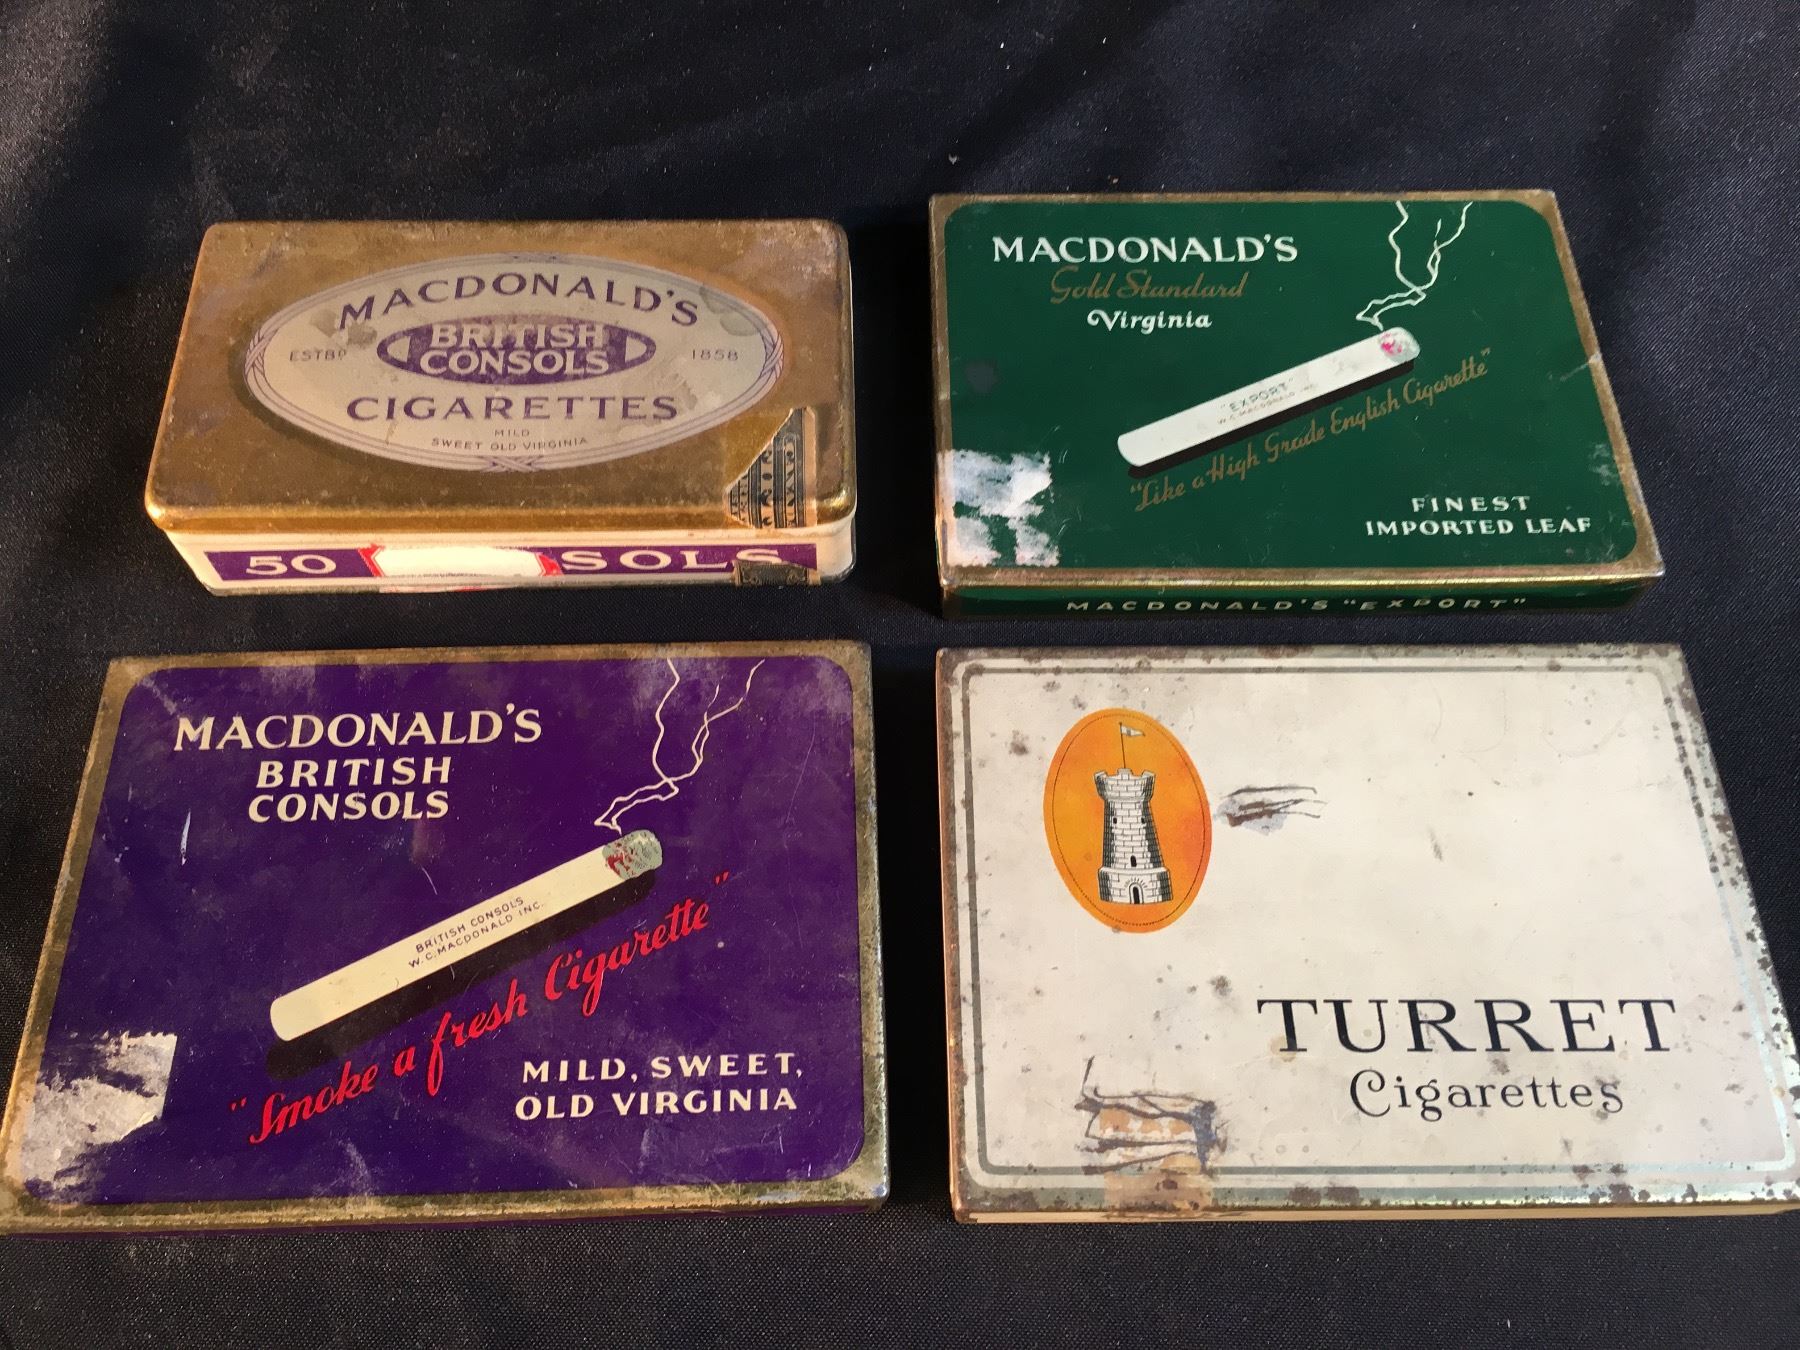 MACDONALD'S
ESTBD BRITISH CONSOLS 1858
CIGARETTES
MILD
SWEET OLD VIRGINIA
50 SOLS
MACDONALD'S
Gold Standard
Virginia
"EXPORT"
W.C. MACDONALD INC.
"Like a High Grade English Cigarette"
FINEST
IMPORTED LEAF
MACDONALD'S "EXPORT"
MACDONALD'S
BRITISH
CONSOLS
BRITISH CONSOLS
W.C. MACDONALD INC.
"Smoke a fresh Cigarette"
MILD, SWEET,
OLD VIRGINIA
TURRET
Cigarettes